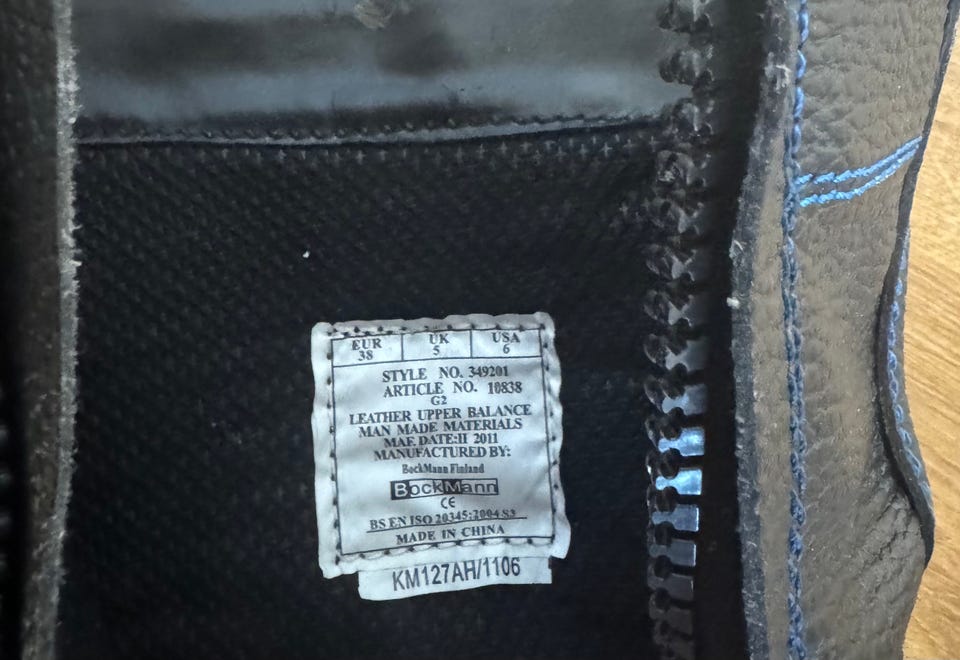 EUR UK USA
38 5 6
STYLE NO. 349201
ARTICLE NO. 10838
G2
LEATHER UPPER BALANCE
MAN MADE MATERIALS
MAF. DATE:II 2011
MANUFACTURED BY:
BockMann Finland
BockMann
CE
BS EN ISO 20345:2004 S3
MADE IN CHINA
KM127AH/1106